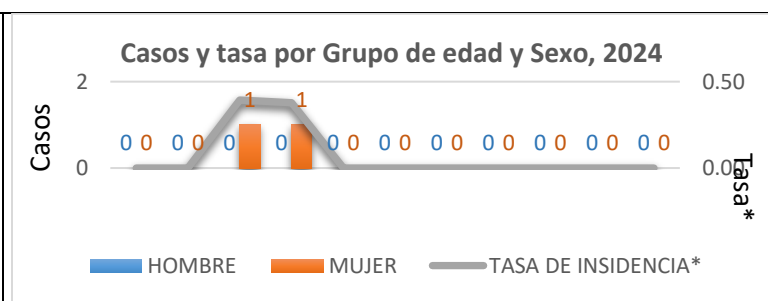 Casos y tasa por Grupo de edad y Sexo, 2024
2 0.50
1 1
0 0 0 0 0 0 0 0 0 0 0 0 0 0 0 0 0 0 0 0
0 0.00
Casos
Tasa*
HOMBRE MUJER TASA DE INSIDENCIA*